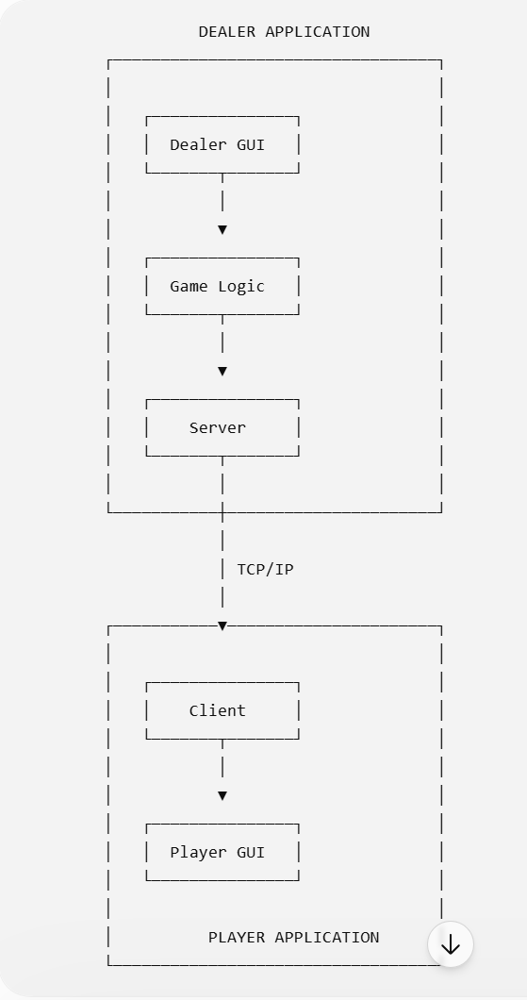 DEALER APPLICATION
Dealer GUI
Game Logic
Server
TCP/IP
Client
Player GUI
PLAYER APPLICATION